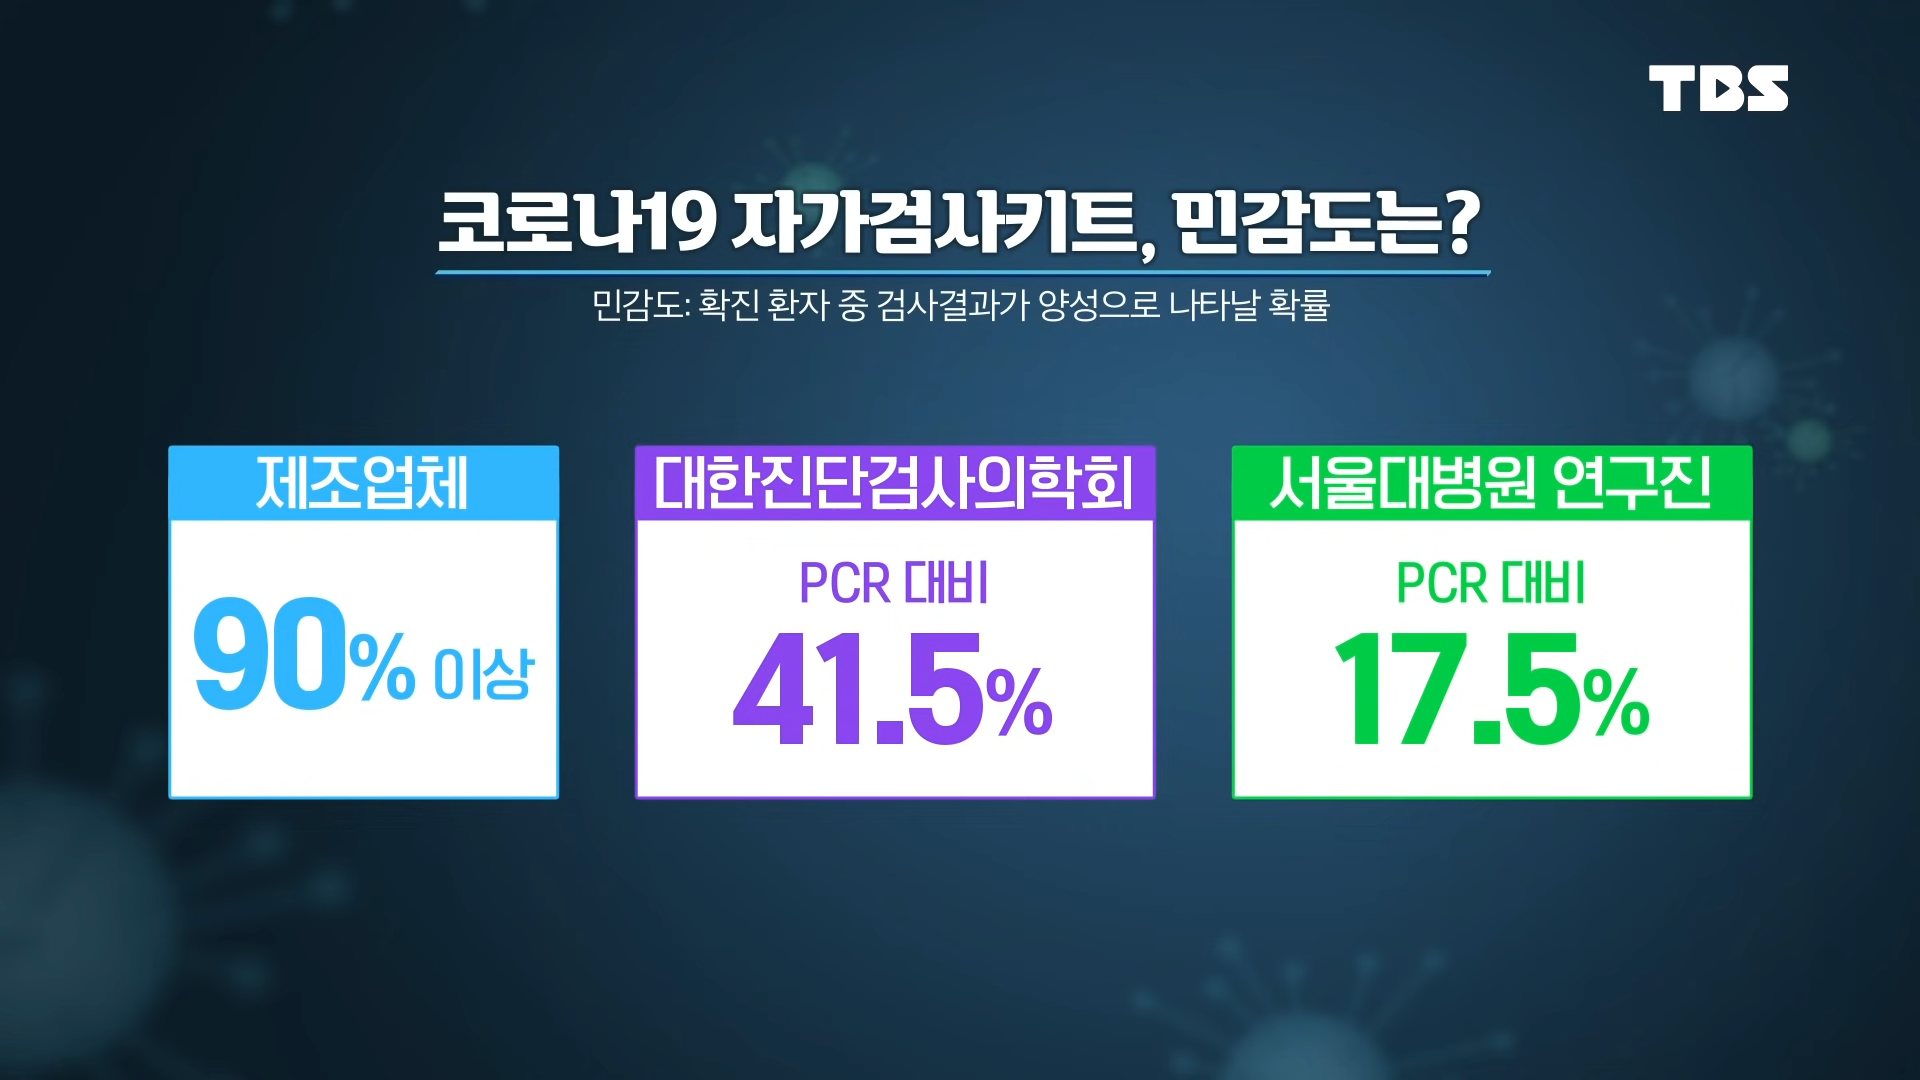 TBS
코로나19 자가검사키트, 민감도는?
민감도: 확진 환자 중 검사결과가 양성으로 나타날 확률
제조업체
90% 이상
대한진단검사의학회
PCR 대비
41.5%
서울대병원 연구진
PCR 대비
17.5%